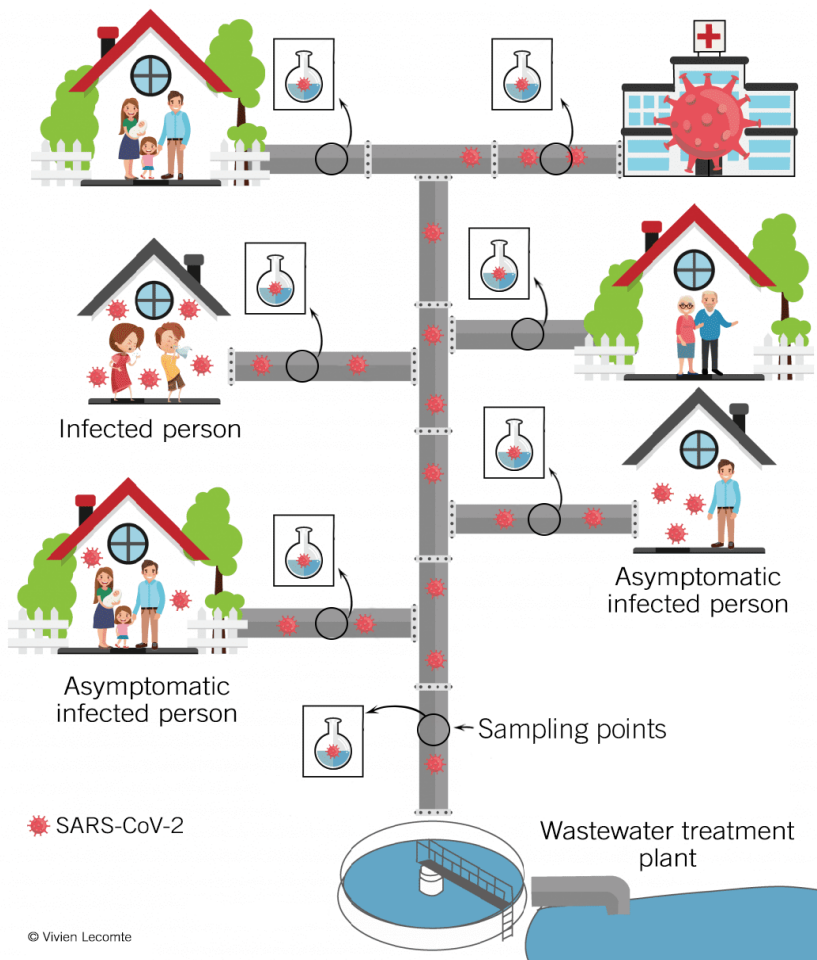 Infected person
Asymptomatic
infected person
Asymptomatic
infected person
Sampling points
SARS-CoV-2
Wastewater treatment
plant
© Vivien Lecomte